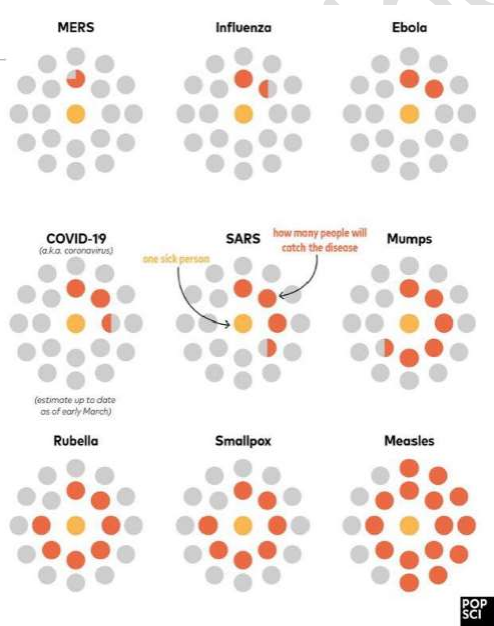 MERS
Influenza
Ebola
COVID-19
(a.k.a. coronavirus)
SARS
Mumps
one sick person
how many people will
catch the disease
(estimate up to date
as of early March)
Rubella
Smallpox
Measles
POP
SCI